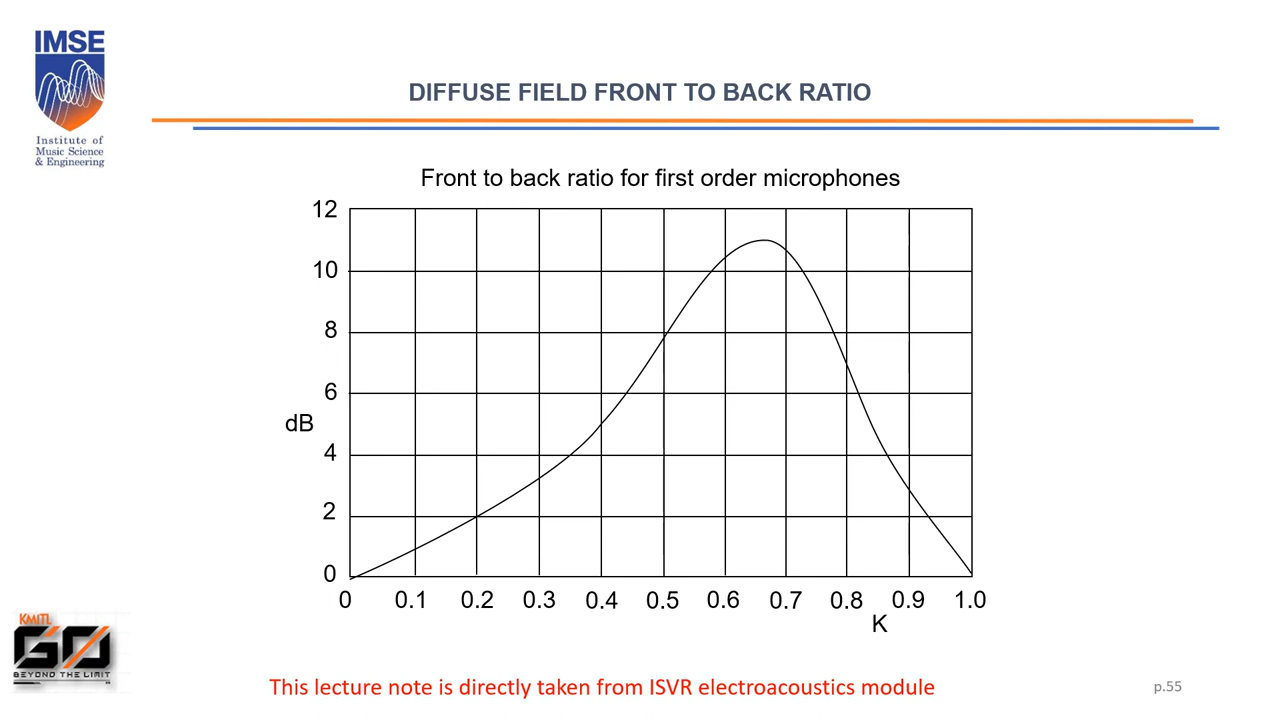 IMSE
Institute of
Music Science
& Engineering
DIFFUSE FIELD FRONT TO BACK RATIO
Front to back ratio for first order microphones
12
10
8
6
dB
4
2
0
0 0.1 0.2 0.3 0.4 0.5 0.6 0.7 0.8 0.9 1.0
K
KMITL
GO
BEYOND THE LIMIT
This lecture note is directly taken from ISVR electroacoustics module
p.55